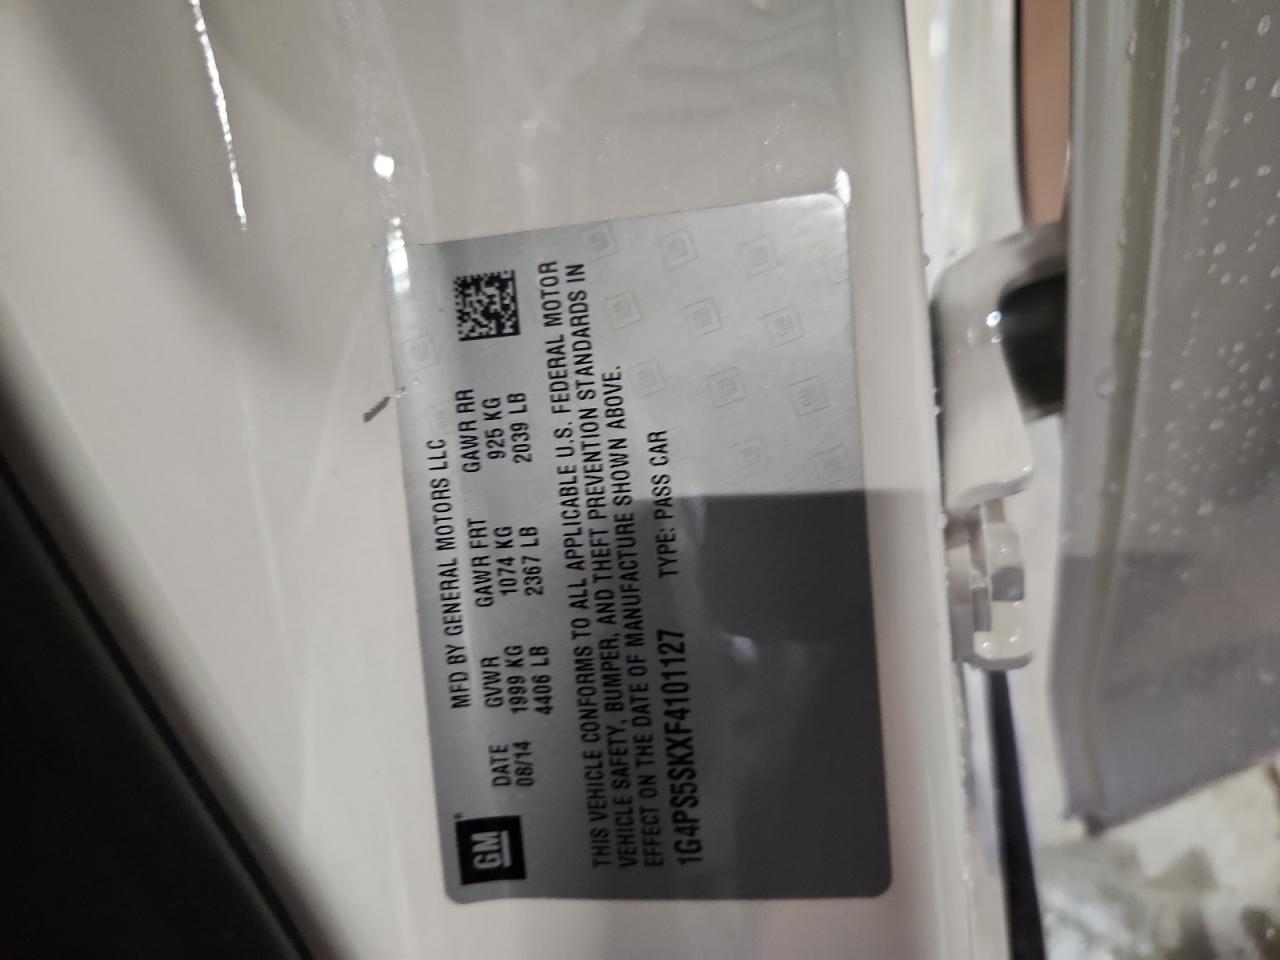 MFD BY GENERAL MOTORS LLC
DATE GVWR GAWR FRT GAWR RR
08/14 1999 KG 1074 KG 925 KG
4406 LB 2367 LB 2039 LB
GM
THIS VEHICLE CONFORMS TO ALL APPLICABLE U.S. FEDERAL MOTOR
VEHICLE SAFETY, BUMPER, AND THEFT PREVENTION STANDARDS IN
EFFECT ON THE DATE OF MANUFACTURE SHOWN ABOVE.
1G4PS5SKXF4101127 TYPE: PASS CAR